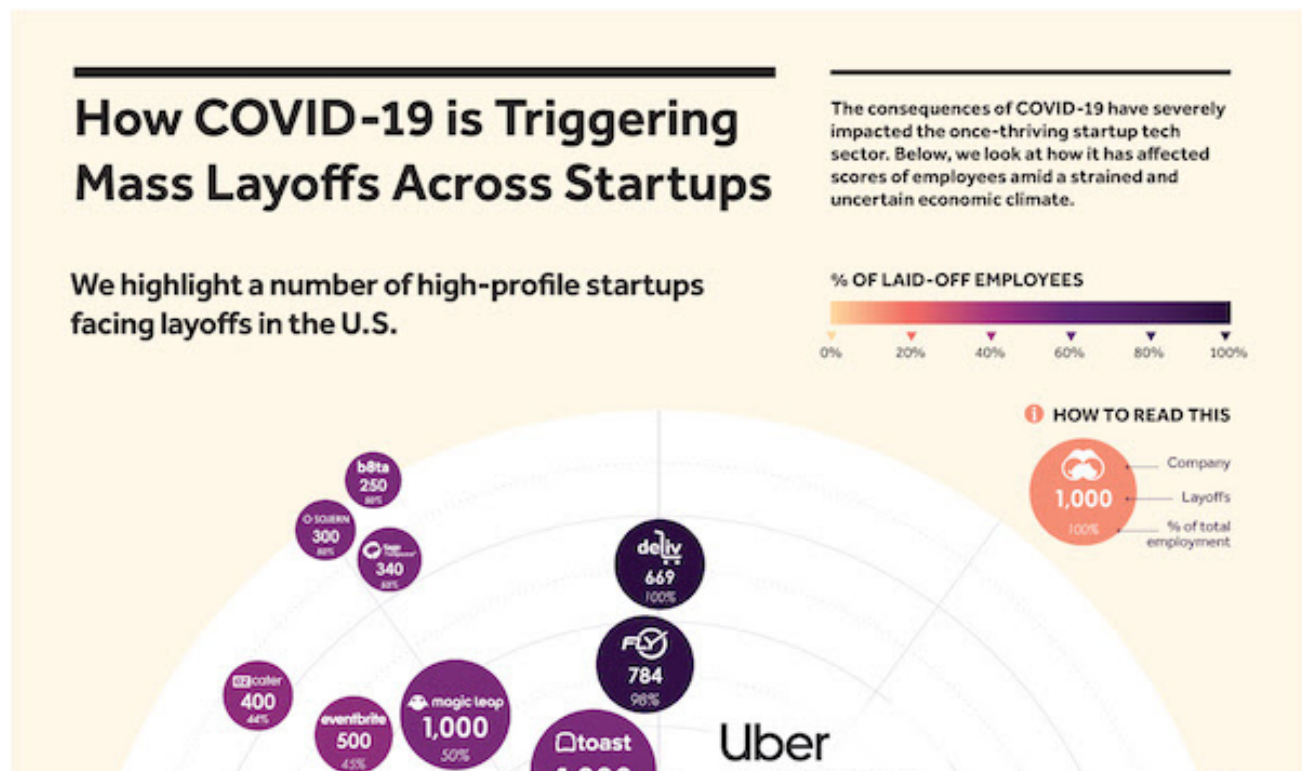 How COVID-19 is Triggering
Mass Layoffs Across Startups
The consequences of COVID-19 have severely
impacted the once-thriving startup tech
sector. Below, we look at how it has affected
scores of employees amid a strained and
uncertain economic climate.
We highlight a number of high-profile startups
facing layoffs in the U.S.
% OF LAID-OFF EMPLOYEES
0% 20% 40% 60% 80% 100%
i HOW TO READ THIS
Company
1,000 Layoffs
100% % of total
employment
b8ta
250
SOJERN
300
340
deliv
669
100%
FLY
784
98%
ezcater
400
44%
eventbrite
500
45%
magic leap
1,000
50%
toast
Uber